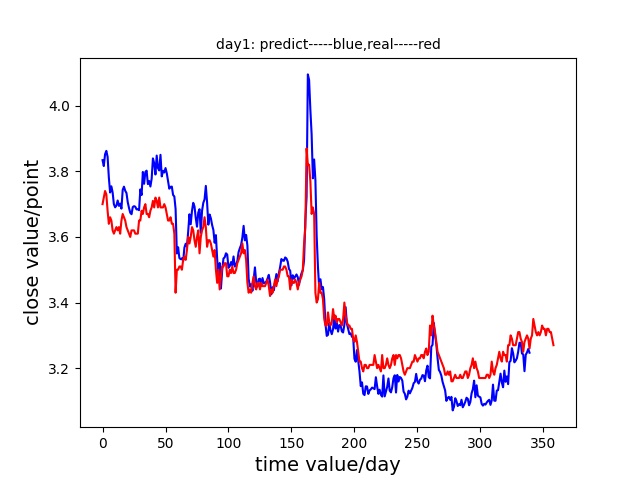 day1: predict-----blue,real-----red
close value/point
4.0
3.8
3.6
3.4
3.2
0 50 100 150 200 250 300 350
time value/day